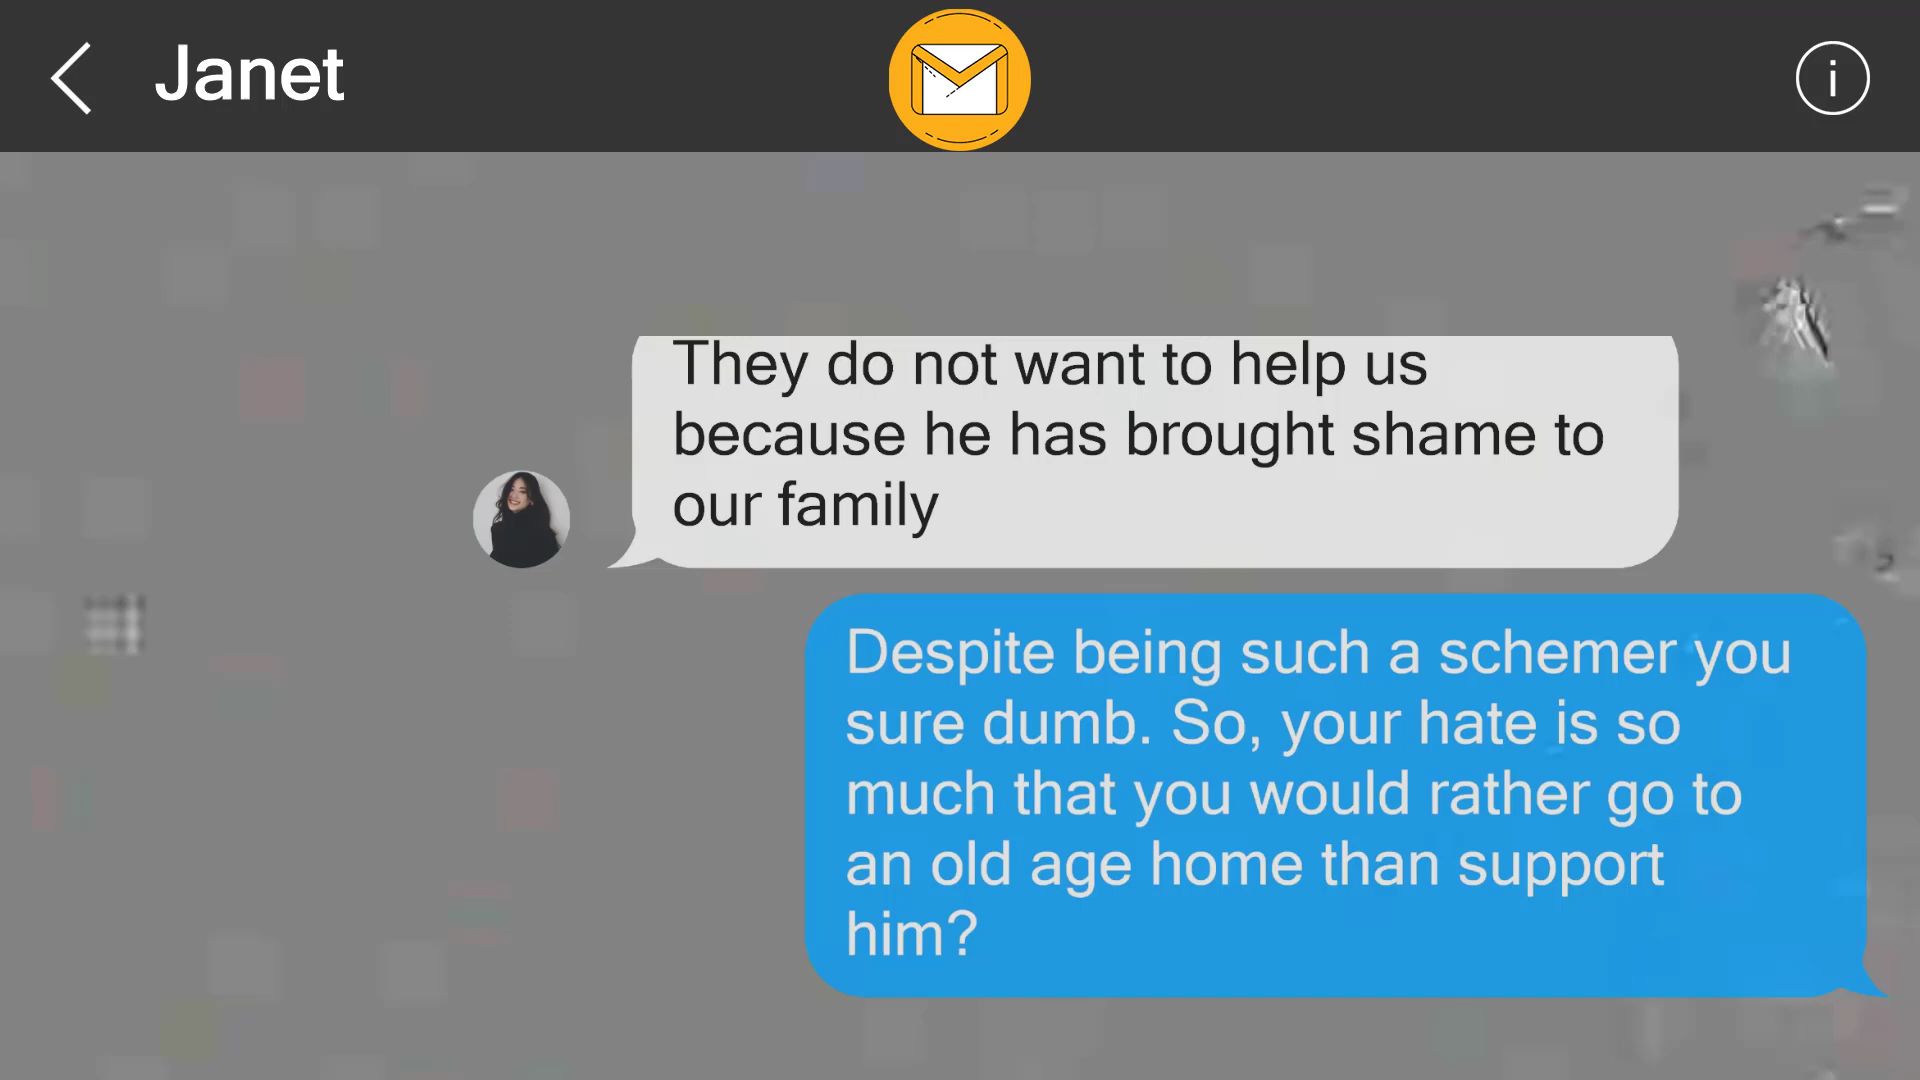 Janet
They do not want to help us
because he has brought shame to
our family
Despite being such a schemer you
sure dumb. So, your hate is so
much that you would rather go to
an old age home than support
him?